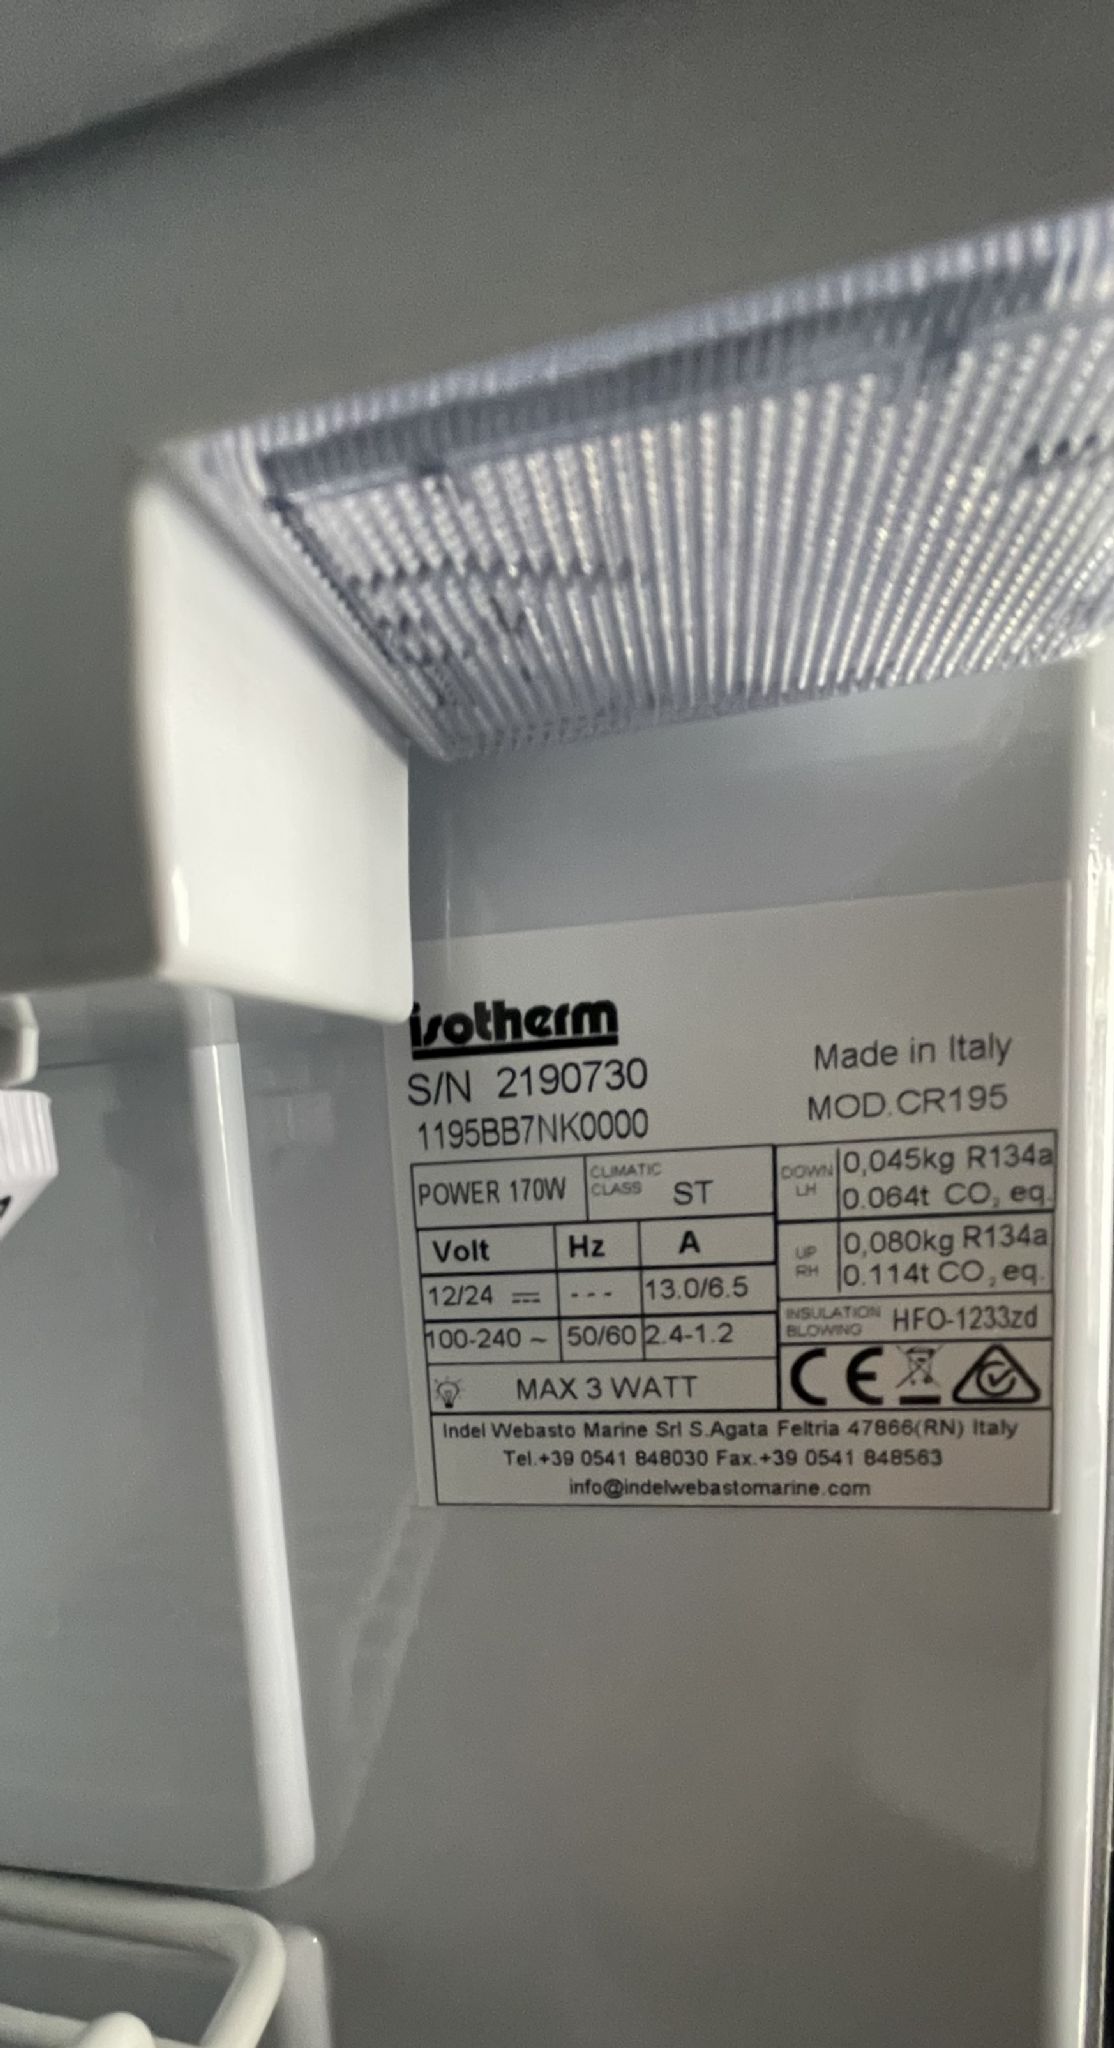 isotherm
S/N 2190730
1195BB7NK0000
Made in Italy
MOD.CR195
POWER 170W
CLIMATIC CLASS ST
Volt Hz A
12/24 --- 13.0/6.5
100-240 ~ 50/60 2.4-1.2
MAX 3 WATT
DOWN LH 0,045kg R134a
0.064t CO₂ eq.
UP RH 0,080kg R134a
0.114t CO₂ eq.
INSULATION BLOWING HFO-1233zd
CE
Indel Webasto Marine Srl S.Agata Feltria 47866(RN) Italy
Tel.+39 0541 848030 Fax.+39 0541 848563
info@indelwebastomarine.com